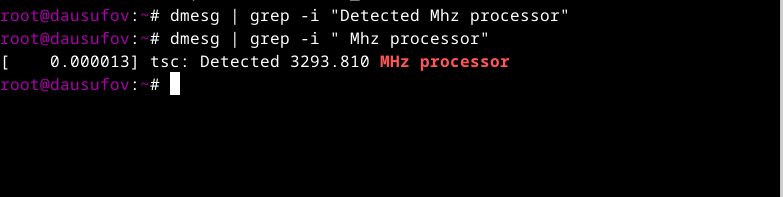 root@dausufov:~# dmesg | grep -i "Detected Mhz processor"
root@dausufov:~# dmesg | grep -i " Mhz processor"
[    0.000013] tsc: Detected 3293.810 MHz processor
root@dausufov:~#